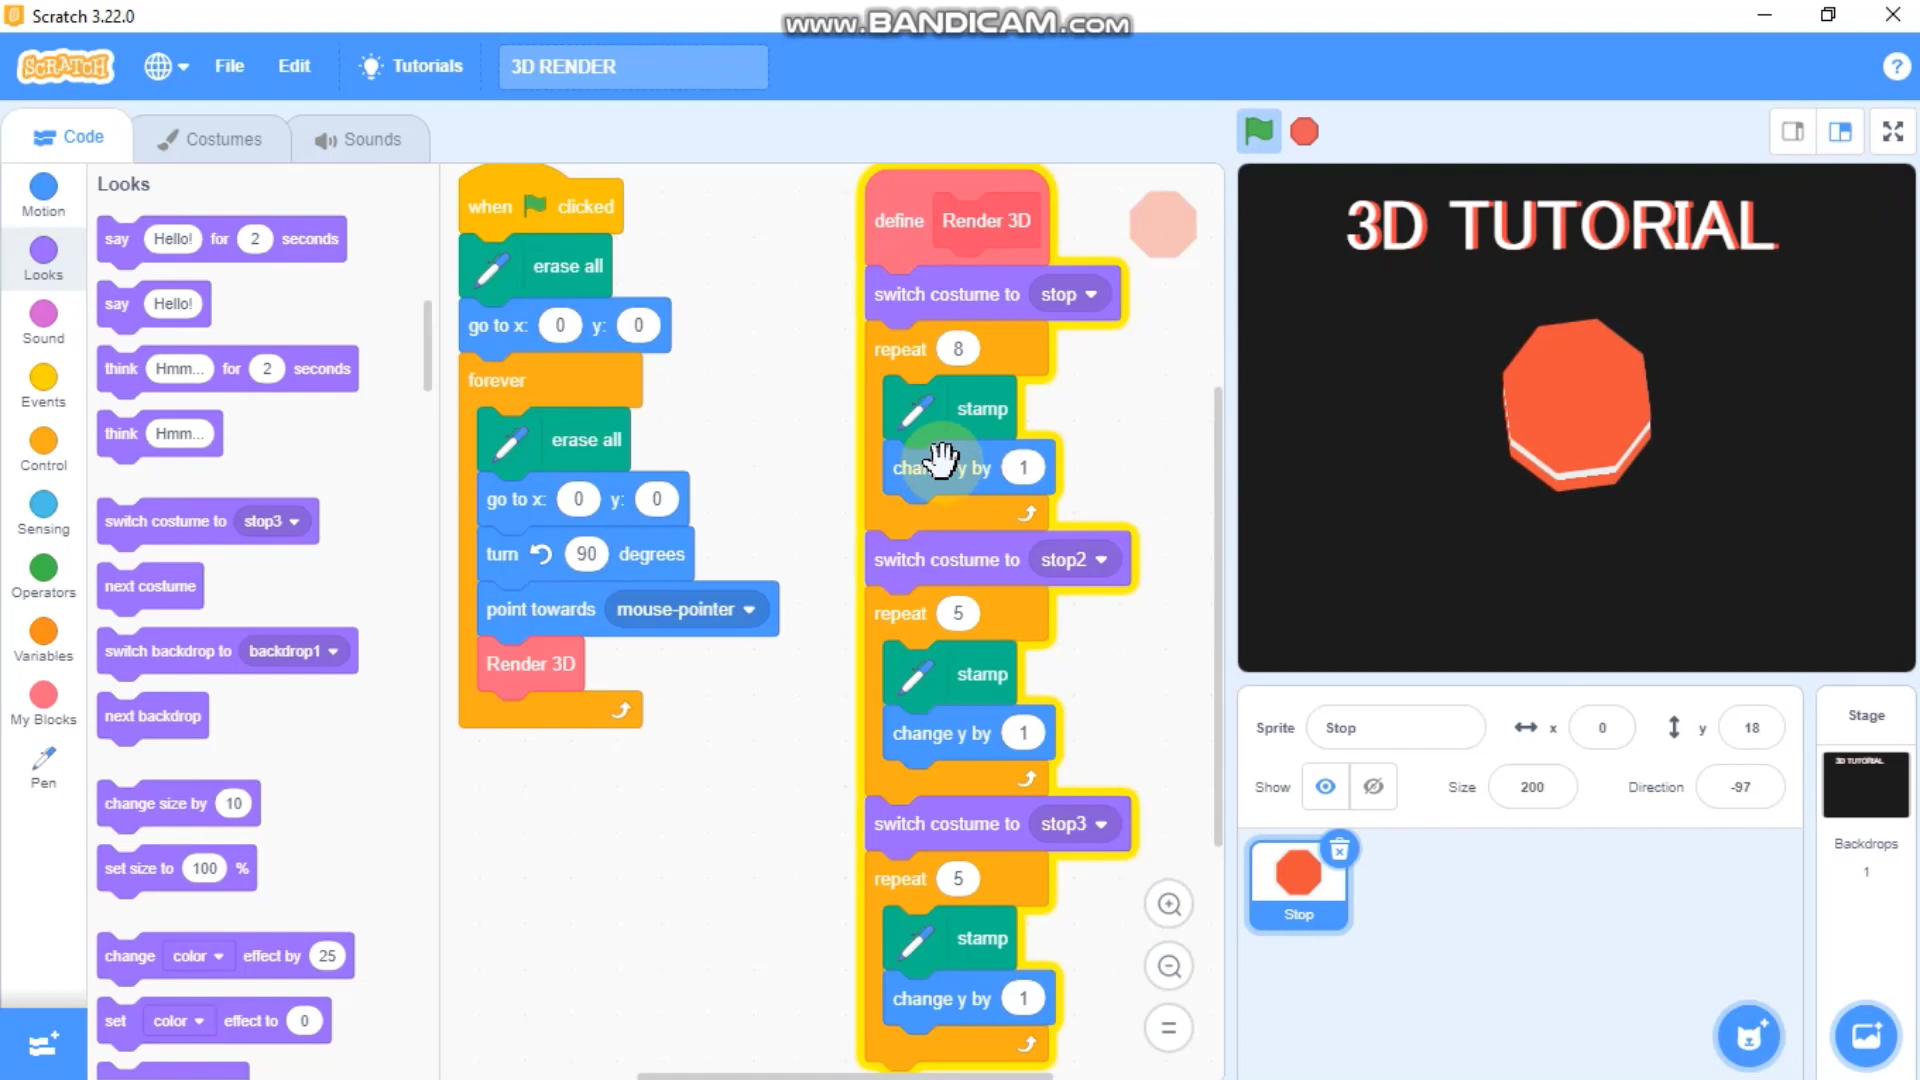 Scratch 3.22.0
www.BANDICAM.com
SCRATCH
File
Edit
Tutorials
3D RENDER
?
Code
Costumes
Sounds
Motion
Looks
Sound
Events
Control
Sensing
Operators
Variables
My Blocks
Pen
Looks
say Hello! for 2 seconds
say Hello!
think Hmm... for 2 seconds
think Hmm...
switch costume to stop3
next costume
switch backdrop to backdrop1
next backdrop
change size by 10
set size to 100 %
change color effect by 25
set color effect to 0
when clicked
erase all
go to x: 0 y: 0
forever
erase all
go to x: 0 y: 0
turn 90 degrees
point towards mouse-pointer
Render 3D
define Render 3D
switch costume to stop
repeat 8
stamp
change y by 1
switch costume to stop2
repeat 5
stamp
change y by 1
switch costume to stop3
repeat 5
stamp
change y by 1
3D TUTORIAL
Sprite Stop x 0 y 18
Show Size 200 Direction -97
Stop
Stage
3D TUTORIAL
Backdrops
1